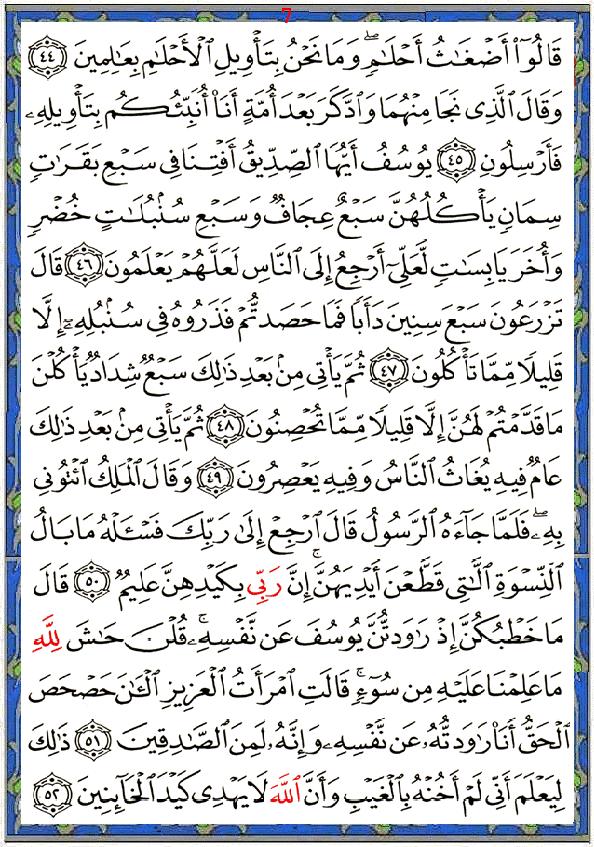 7
قَالُوٓا۟ أَضْغَٰثُ أَحْلَٰمٍۢ ۖ وَمَا نَحْنُ بِتَأْوِيلِ ٱلْأَحْلَٰمِ بِعَٰلِمِينَ ٤٤
وَقَالَ ٱلَّذِى نَجَا مِنْهُمَا وَٱدَّكَرَ بَعْدَ أُمَّةٍ أَنَا۠ أُنَبِّئُكُم بِتَأْوِيلِهِۦ
فَأَرْسِلُونِ ٤٥ يُوسُفُ أَيُّهَا ٱلصِّدِّيقُ أَفْتِنَا فِى سَبْعِ بَقَرَٰتٍۢ
سِمَانٍۢ يَأْكُلُهُنَّ سَبْعٌ عِجَافٌۭ وَسَبْعِ سُنۢبُلَٰتٍ خُضْرٍۢ
وَأُخَرَ يَابِسَٰتٍۢ لَّعَلِّىٓ أَرْجِعُ إِلَى ٱلنَّاسِ لَعَلَّهُمْ يَعْلَمُونَ ٤٦ قَالَ
تَزْرَعُونَ سَبْعَ سِنِينَ دَأَبًۭا فَمَا حَصَدتُّمْ فَذَرُوهُ فِى سُنۢبُلِهِۦٓ إِلَّا
قَلِيلًۭا مِّمَّا تَأْكُلُونَ ٤٧ ثُمَّ يَأْتِى مِنۢ بَعْدِ ذَٰلِكَ سَبْعٌۭ شِدَادٌۭ يَأْكُلْنَ
مَا قَدَّمْتُمْ لَهُنَّ إِلَّا قَلِيلًۭا مِّمَّا تُحْصِنُونَ ٤٨ ثُمَّ يَأْتِى مِنۢ بَعْدِ ذَٰلِكَ
عَامٌۭ فِيهِ يُغَاثُ ٱلنَّاسُ وَفِيهِ يَعْصِرُونَ ٤٩ وَقَالَ ٱلْمَلِكُ ٱئْتُونِى
بِهِۦ ۖ فَلَمَّا جَآءَهُ ٱلرَّسُولُ قَالَ ٱرْجِعْ إِلَىٰ رَبِّكَ فَسْـَٔلْهُ مَا بَالُ
ٱلنِّسْوَةِ ٱلَّٰتِى قَطَّعْنَ أَيْدِيَهُنَّ ۚ إِنَّ رَبِّى بِكَيْدِهِنَّ عَلِيمٌۭ ٥٠ قَالَ
مَا خَطْبُكُنَّ إِذْ رَٰوَدتُّنَّ يُوسُفَ عَن نَّفْسِهِۦ ۚ قُلْنَ حَٰشَ لِلَّهِ
مَا عَلِمْنَا عَلَيْهِ مِن سُوٓءٍۢ ۚ قَالَتِ ٱمْرَأَتُ ٱلْعَزِيزِ ٱلْـَٰٔنَ حَصْحَصَ
ٱلْحَقُّ أَنَا۠ رَٰوَدتُّهُۥ عَن نَّفْسِهِۦ وَإِنَّهُۥ لَمِنَ ٱلصَّٰدِقِينَ ٥١ ذَٰلِكَ
لِيَعْلَمَ أَنِّى لَمْ أَخُنْهُ بِٱلْغَيْبِ وَأَنَّ ٱللَّهَ لَا يَهْدِى كَيْدَ ٱلْخَآئِنِينَ ٥٢